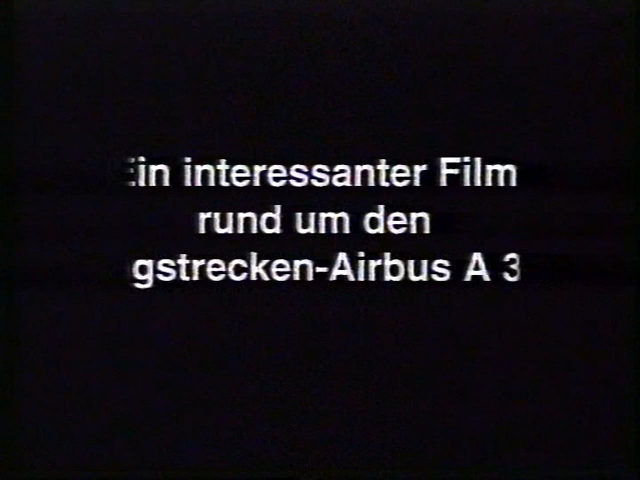 Ein interessanter Film
rund um den
gstrecken-Airbus A 3